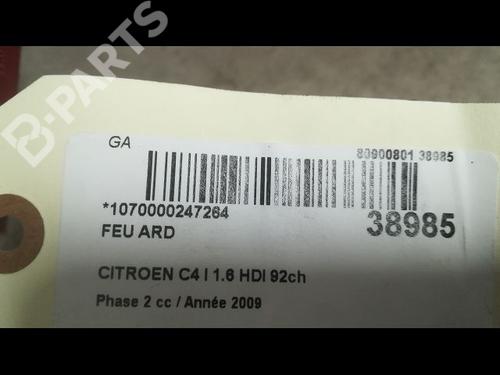 B-PARTS
GA
80900801 38985
*1070000247264
38985
FEU ARD
CITROEN C4 I 1.6 HDI 92ch
Phase 2 cc / Année 2009